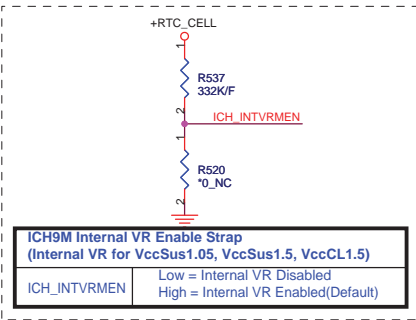 +RTC_CELL
1
R537
332K/F
2
ICH_INTVRMEN
1
R520
*0_NC
2
ICH9M Internal VR Enable Strap
(Internal VR for VccSus1.05, VccSus1.5, VccCL1.5)
ICH_INTVRMEN
Low = Internal VR Disabled
High = Internal VR Enabled(Default)